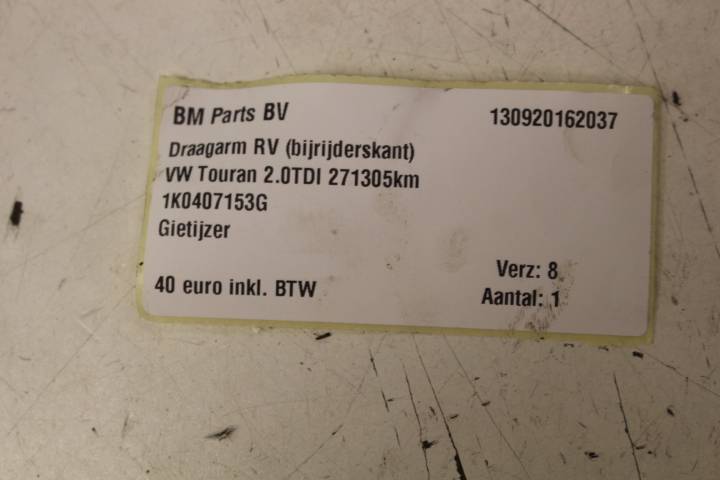 BM Parts BV 130920162037
Draagarm RV (bijrijderskant)
VW Touran 2.0TDI 271305km
1K0407153G
Gietijzer
Verz: 8
40 euro inkl. BTW Aantal: 1